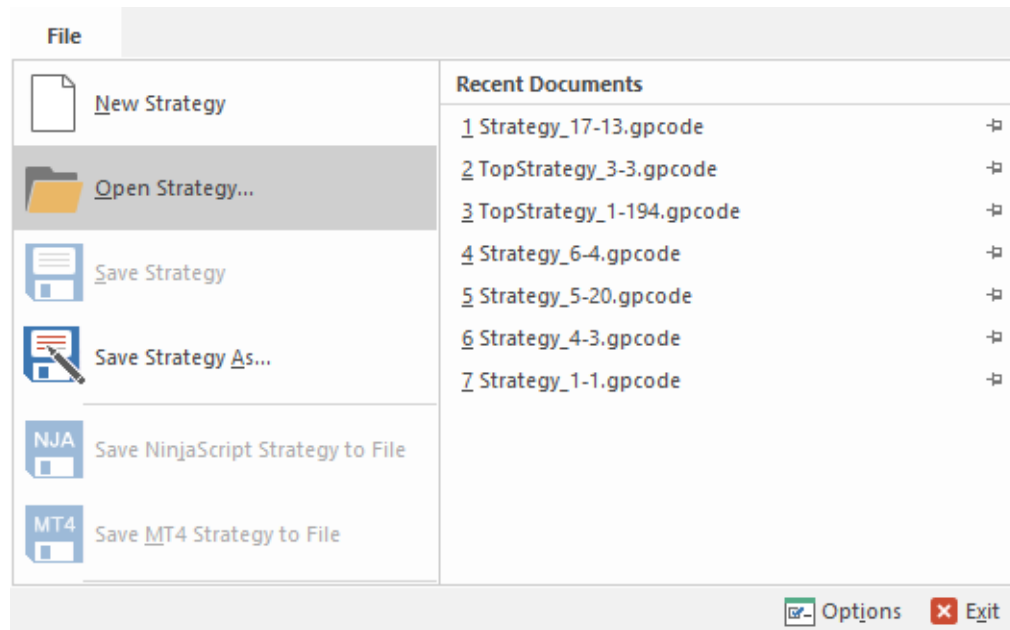 File
New Strategy
Open Strategy...
Save Strategy
Save Strategy As...
NJA
Save NinjaScript Strategy to File
MT4
Save MT4 Strategy to File
Recent Documents
1 Strategy_17-13.gpcode
2 TopStrategy_3-3.gpcode
3 TopStrategy_1-194.gpcode
4 Strategy_6-4.gpcode
5 Strategy_5-20.gpcode
6 Strategy_4-3.gpcode
7 Strategy_1-1.gpcode
Options
Exit